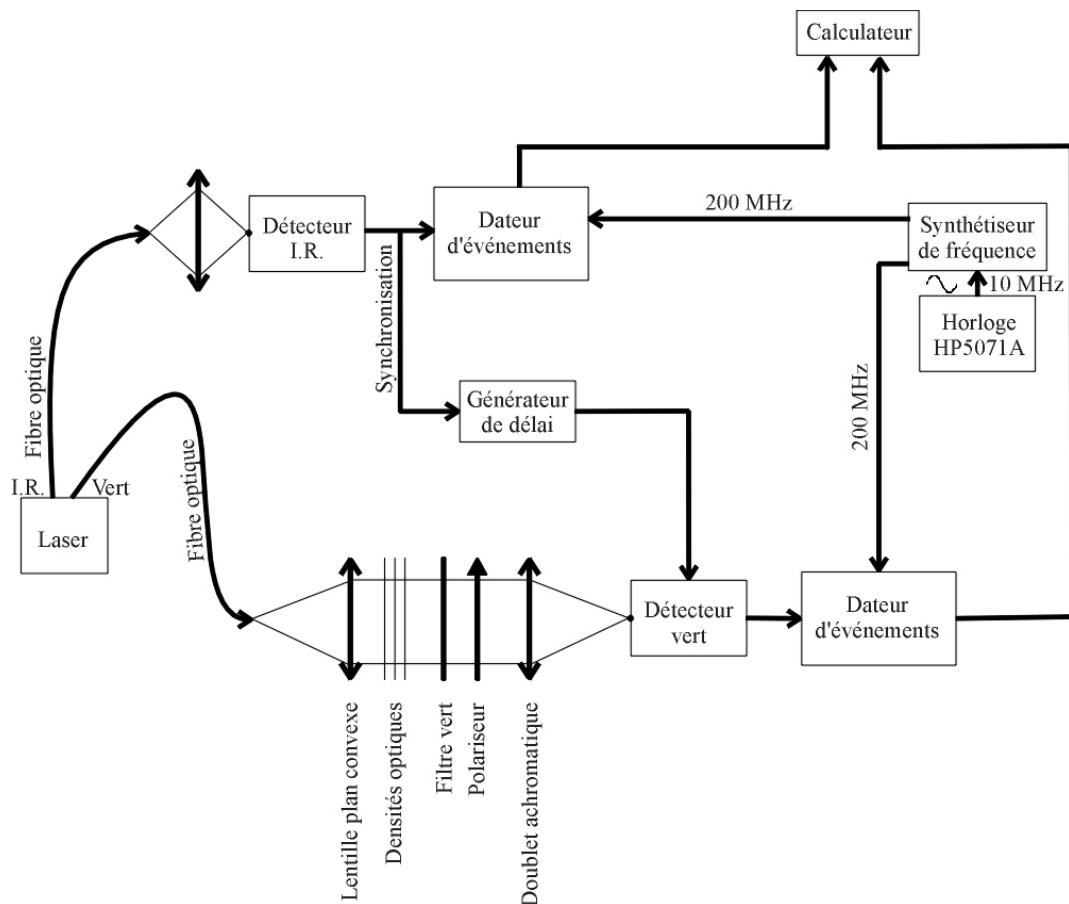 Calculateur
Détecteur
I.R.
Dateur
d'événements
200 MHz
Synthétiseur
de fréquence
10 MHz
Horloge
HP5071A
Synchronisation
Générateur
de délai
200 MHz
Fibre optique
Fibre optique
I.R.
Vert
Laser
Détecteur
vert
Dateur
d'événements
Lentille plan convexe
Densités optiques
Filtre vert
Polariseur
Doublet achromatique